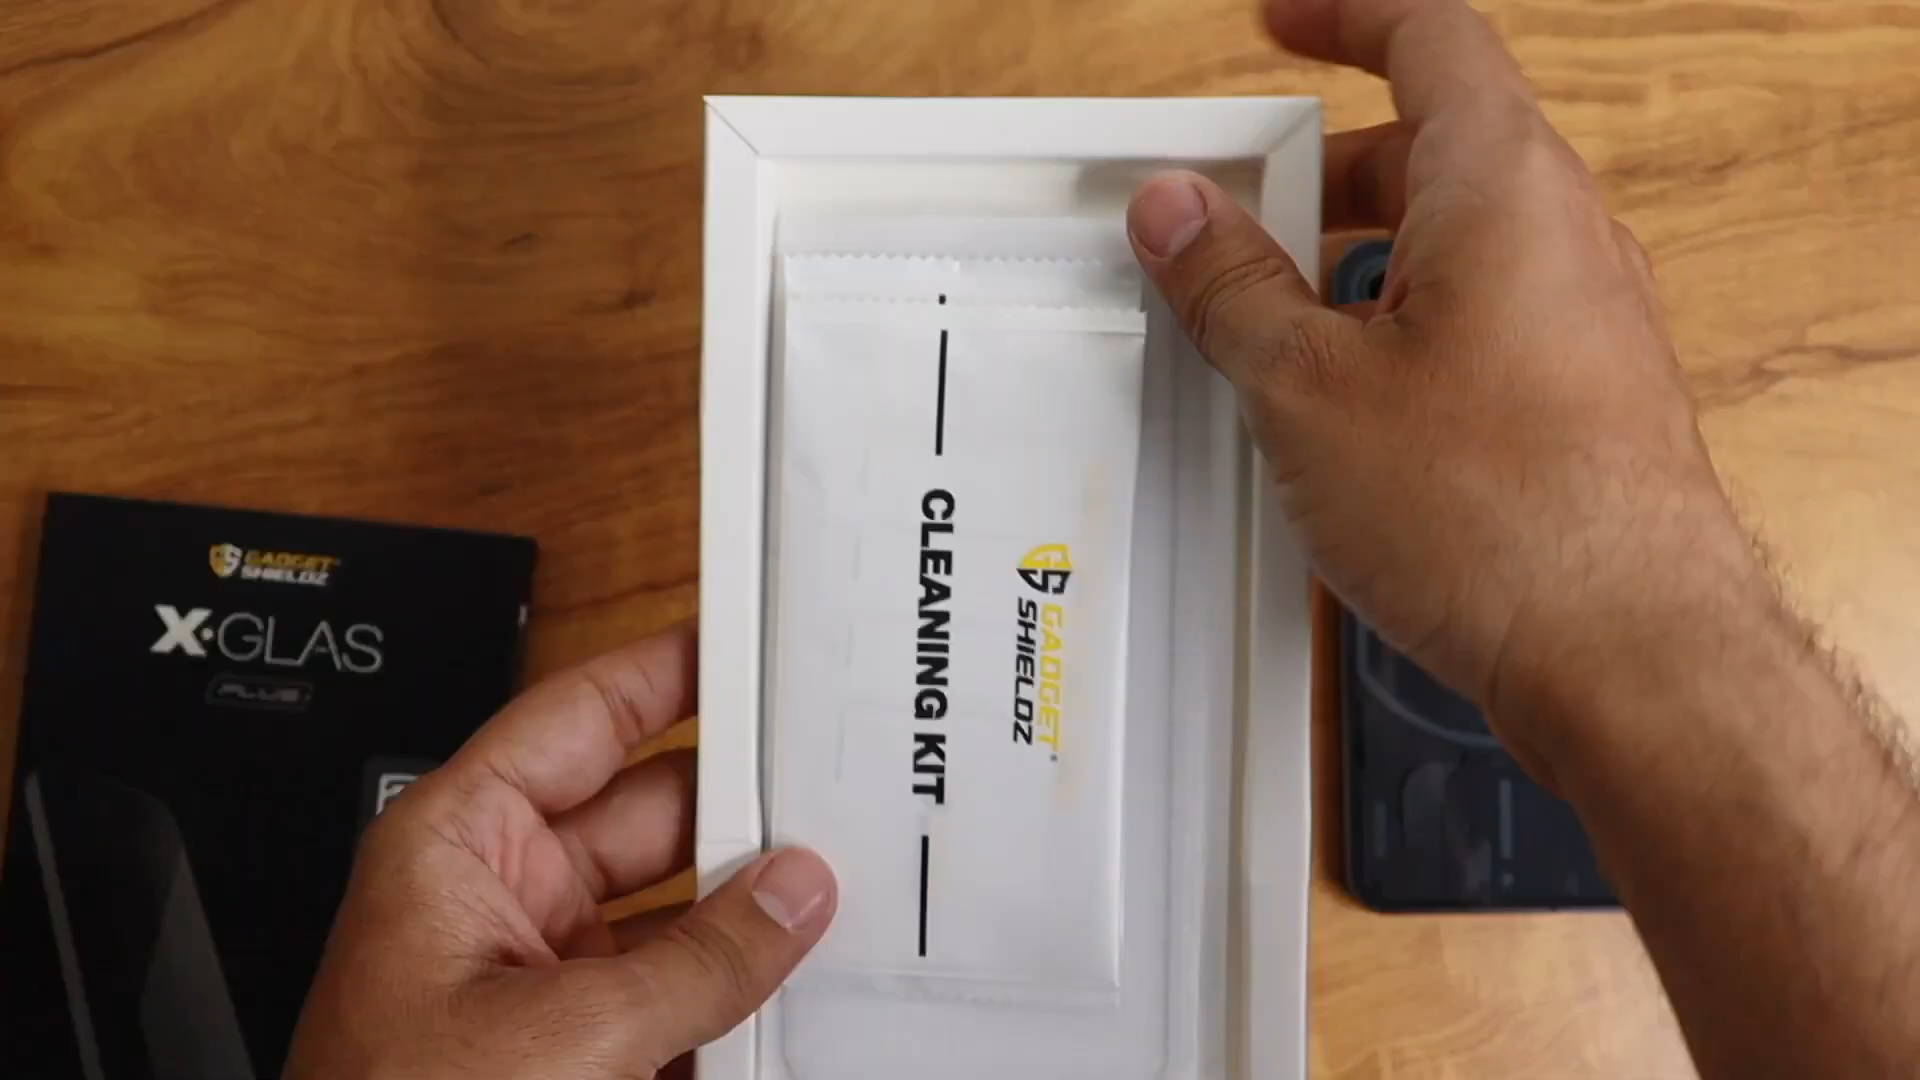 GADGET
SHIELDZ
X·GLAS
PLUS
CLEANING KIT
GADGET
SHIELDZ